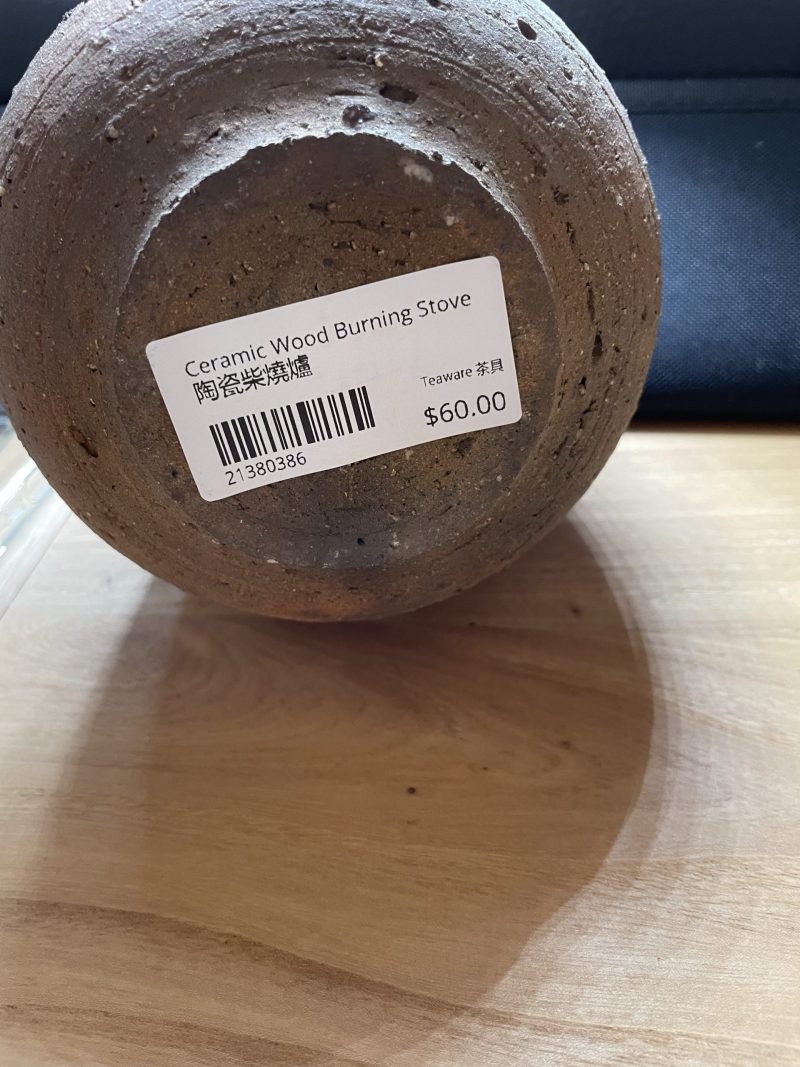 Ceramic Wood Burning Stove
陶瓷柴燒爐
Teaware 茶具
$60.00
21380386